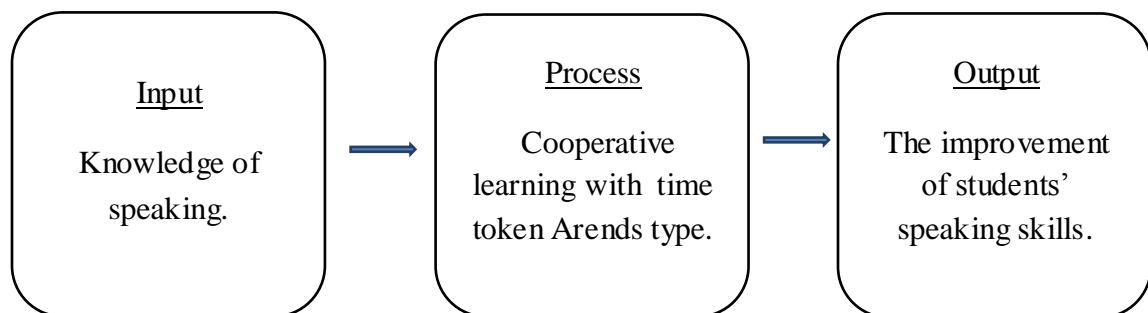 Input
Knowledge of
speaking.
Process
Cooperative
learning with time
token Arends type.
Output
The improvement
of students’
speaking skills.